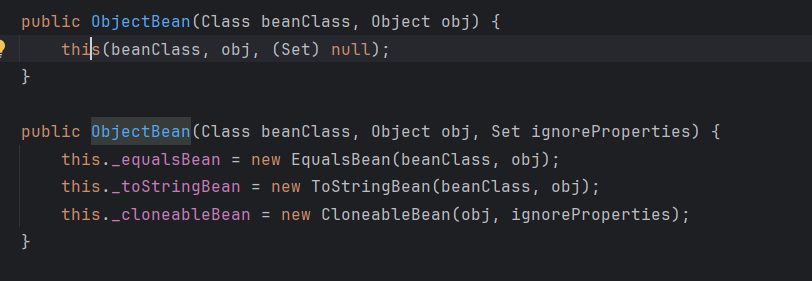 public ObjectBean(Class beanClass, Object obj) {
this(beanClass, obj, (Set) null);
}
public ObjectBean(Class beanClass, Object obj, Set ignoreProperties) {
this._equalsBean = new EqualsBean(beanClass, obj);
this._toStringBean = new ToStringBean(beanClass, obj);
this._cloneableBean = new CloneableBean(obj, ignoreProperties);
}